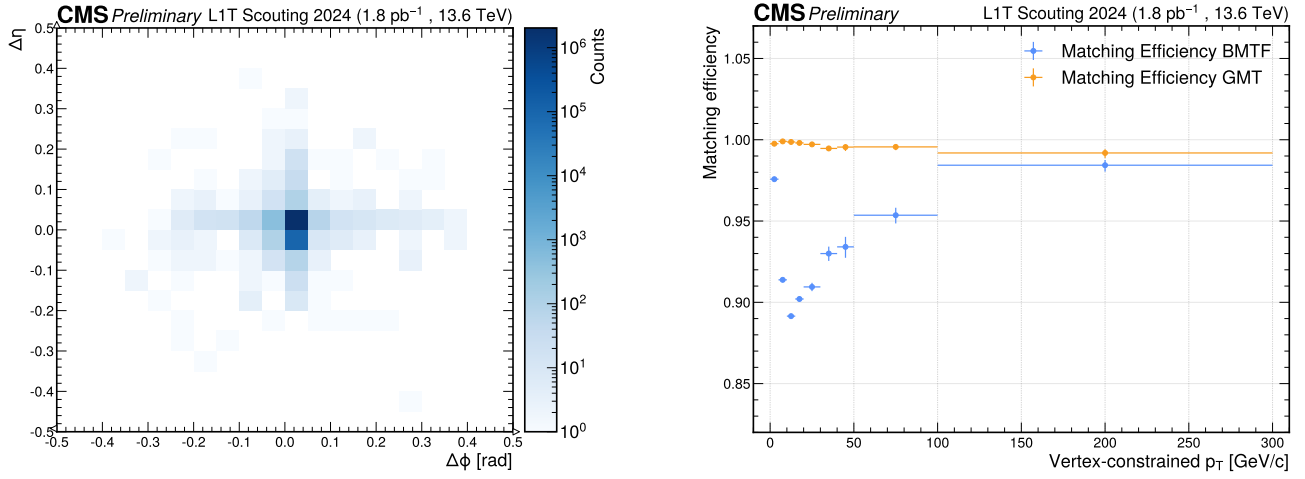 CMS Preliminary L1T Scouting 2024 (1.8 pb⁻¹ , 13.6 TeV)
Δη
0.5
0.4
0.3
0.2
0.1
0.0
-0.1
-0.2
-0.3
-0.4
-0.5
-0.5 -0.4 -0.3 -0.2 -0.1 0.0 0.1 0.2 0.3 0.4 0.5
Δϕ [rad]
Counts
10⁶
10⁵
10⁴
10³
10²
10¹
10⁰
CMS Preliminary L1T Scouting 2024 (1.8 pb⁻¹ , 13.6 TeV)
Matching efficiency
Matching Efficiency BMTF
Matching Efficiency GMT
1.05
1.00
0.95
0.90
0.85
0 50 100 150 200 250 300
Vertex-constrained p_T [GeV/c]